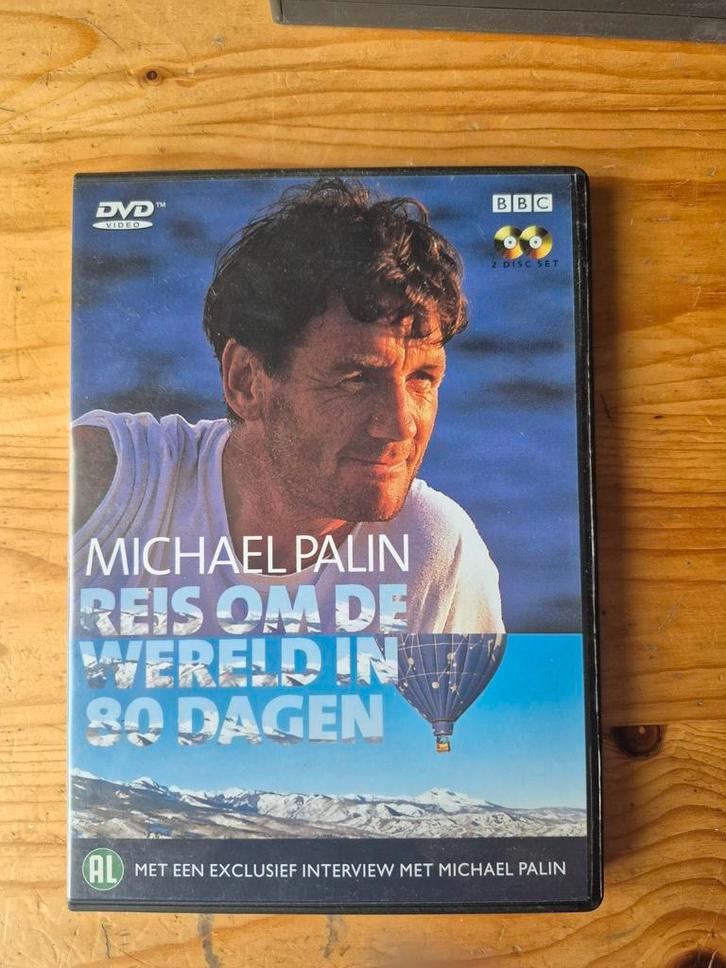 DVD™
VIDEO
BBC
2 DISC SET
MICHAEL PALIN
REIS OM DE
WERELD IN
80 DAGEN
AL
MET EEN EXCLUSIEF INTERVIEW MET MICHAEL PALIN